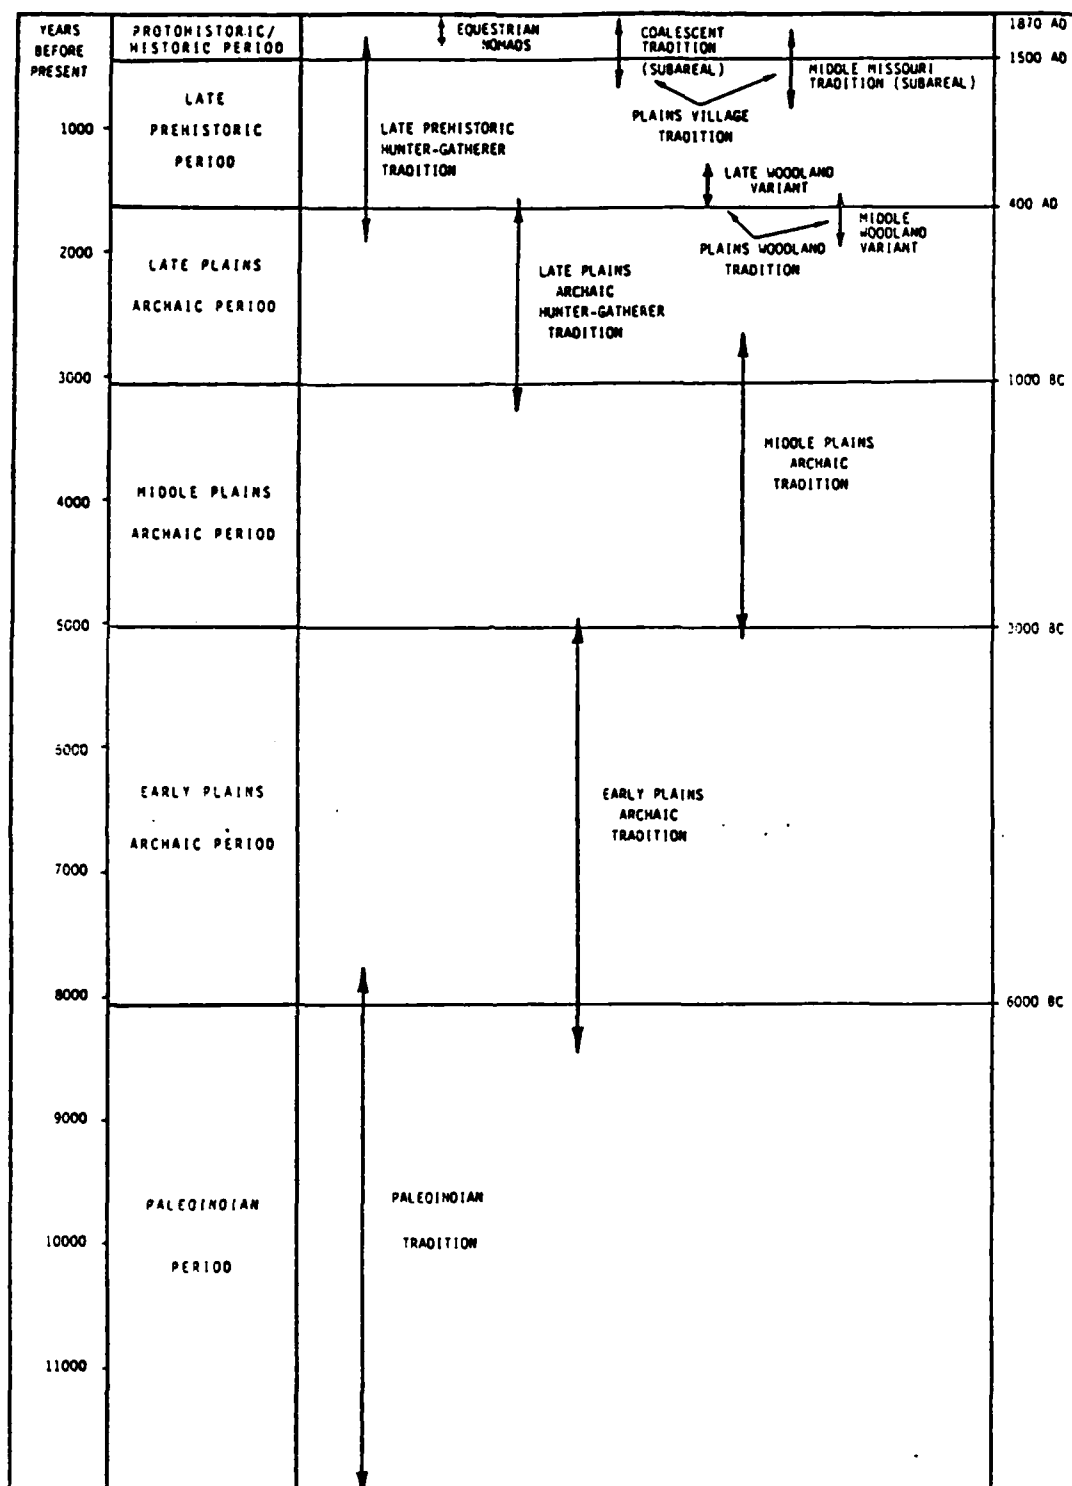 YEARS
BEFORE
PRESENT
1000
2000
3000
4000
5000
6000
7000
8000
9000
10000
11000
PROTOHISTORIC/
HISTORIC PERIOD
LATE
PREHISTORIC
PERIOD
LATE PLAINS
ARCHAIC PERIOD
MIDDLE PLAINS
ARCHAIC PERIOD
EARLY PLAINS
ARCHAIC PERIOD
PALEOINDIAN
PERIOD
EQUESTRIAN
NOMADS
COALESCENT
TRADITION
(SUBAREAL)
MIDDLE MISSOURI
TRADITION (SUBAREAL)
PLAINS VILLAGE
TRADITION
LATE PREHISTORIC
HUNTER-GATHERER
TRADITION
LATE WOODLAND
VARIANT
MIDDLE
WOODLAND
VARIANT
PLAINS WOODLAND
TRADITION
LATE PLAINS
ARCHAIC
HUNTER-GATHERER
TRADITION
MIDDLE PLAINS
ARCHAIC
TRADITION
EARLY PLAINS
ARCHAIC
TRADITION
PALEOINDIAN
TRADITION
1870 AD
1500 AD
400 AD
1000 BC
3000 BC
6000 BC